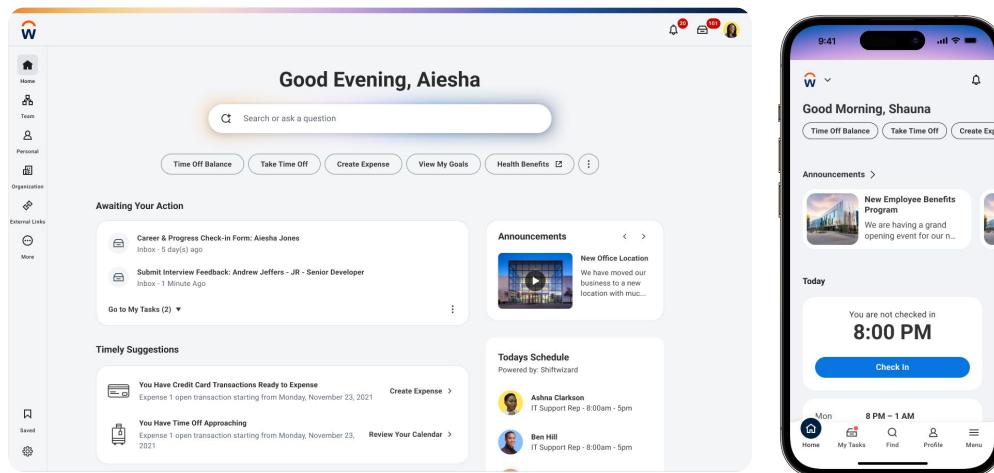 w
20
101
Home
Team
Personal
Organization
External Links
More
Saved
Good Evening, Aiesha
Search or ask a question
Time Off Balance
Take Time Off
Create Expense
View My Goals
Health Benefits
Awaiting Your Action
Career & Progress Check-in Form: Aiesha Jones
Inbox - 5 day(s) ago
Submit Interview Feedback: Andrew Jeffers - JR - Senior Developer
Inbox - 1 Minute Ago
Go to My Tasks (2)
Announcements
New Office Location
We have moved our
business to a new
location with muc...
Timely Suggestions
You Have Credit Card Transactions Ready to Expense
Expense 1 open transaction starting from Monday, November 23, 2021
Create Expense
You Have Time Off Approaching
Expense 1 open transaction starting from Monday, November 23,
2021
Review Your Calendar
Todays Schedule
Powered by: Shiftwizard
Ashna Clarkson
IT Support Rep - 8:00am - 5pm
Ben Hill
IT Support Rep - 8:00am - 5pm
9:41
w
Good Morning, Shauna
Time Off Balance
Take Time Off
Create Exp
Announcements
New Employee Benefits
Program
We are having a grand
opening event for our n...
Today
You are not checked in
8:00 PM
Check In
Mon
8 PM – 1 AM
Home
My Tasks
Find
Profile
Menu